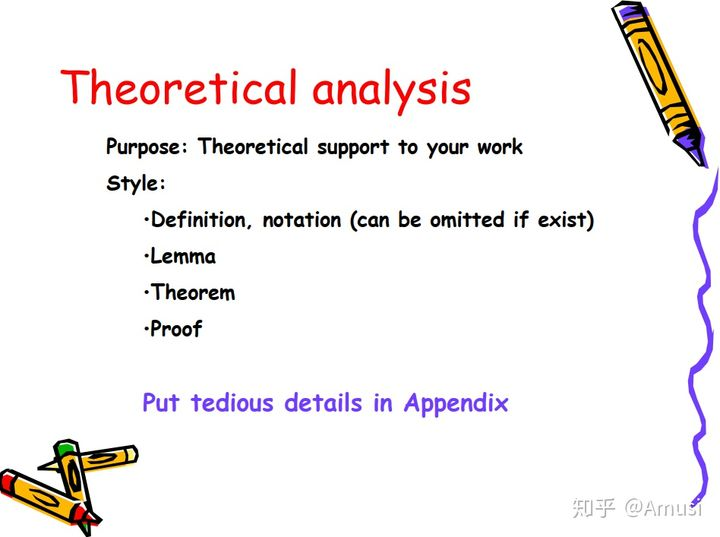 Theoretical analysis
Purpose: Theoretical support to your work
Style:
•Definition, notation (can be omitted if exist)
•Lemma
•Theorem
•Proof
Put tedious details in Appendix
知乎 @Amusi